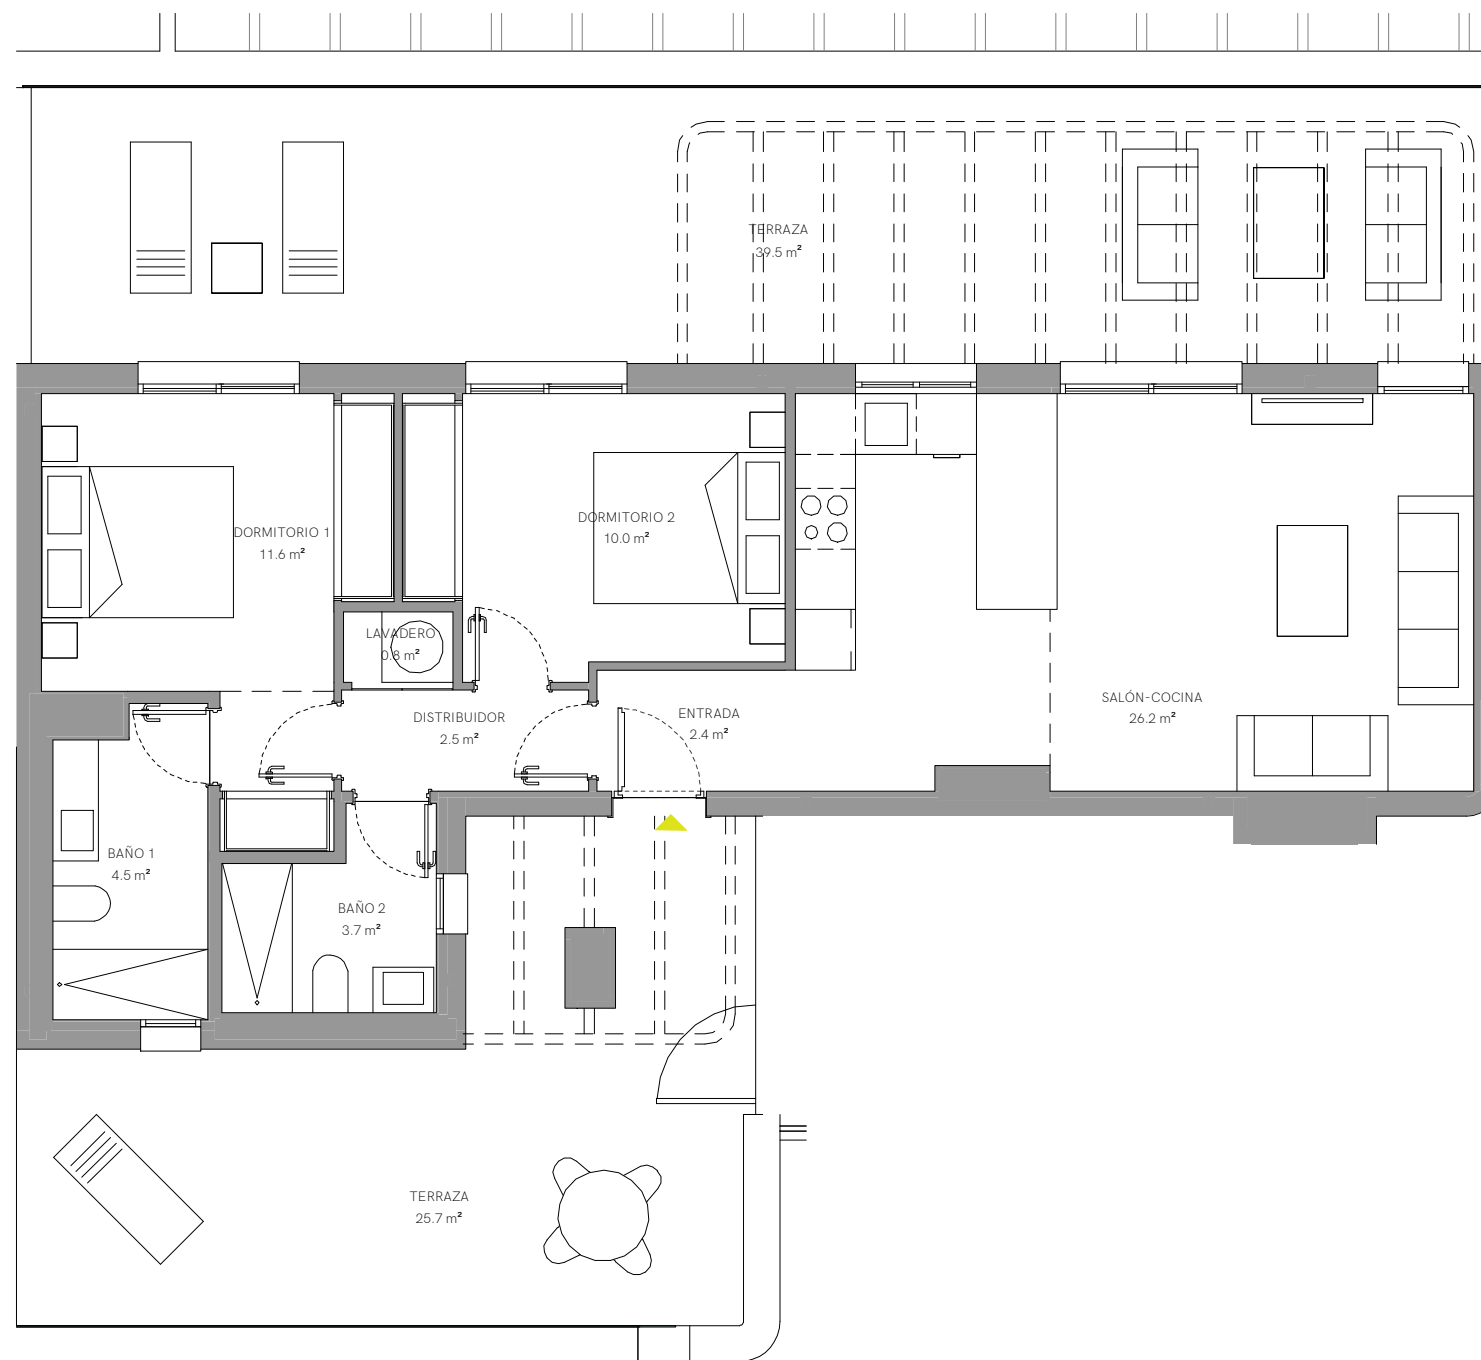 TERRAZA
39.5 m²
DORMITORIO 1
11.6 m²
DORMITORIO 2
10.0 m²
LAVADERO
0.8 m²
DISTRIBUIDOR
2.5 m²
ENTRADA
2.4 m²
SALÓN-COCINA
26.2 m²
BAÑO 1
4.5 m²
BAÑO 2
3.7 m²
TERRAZA
25.7 m²